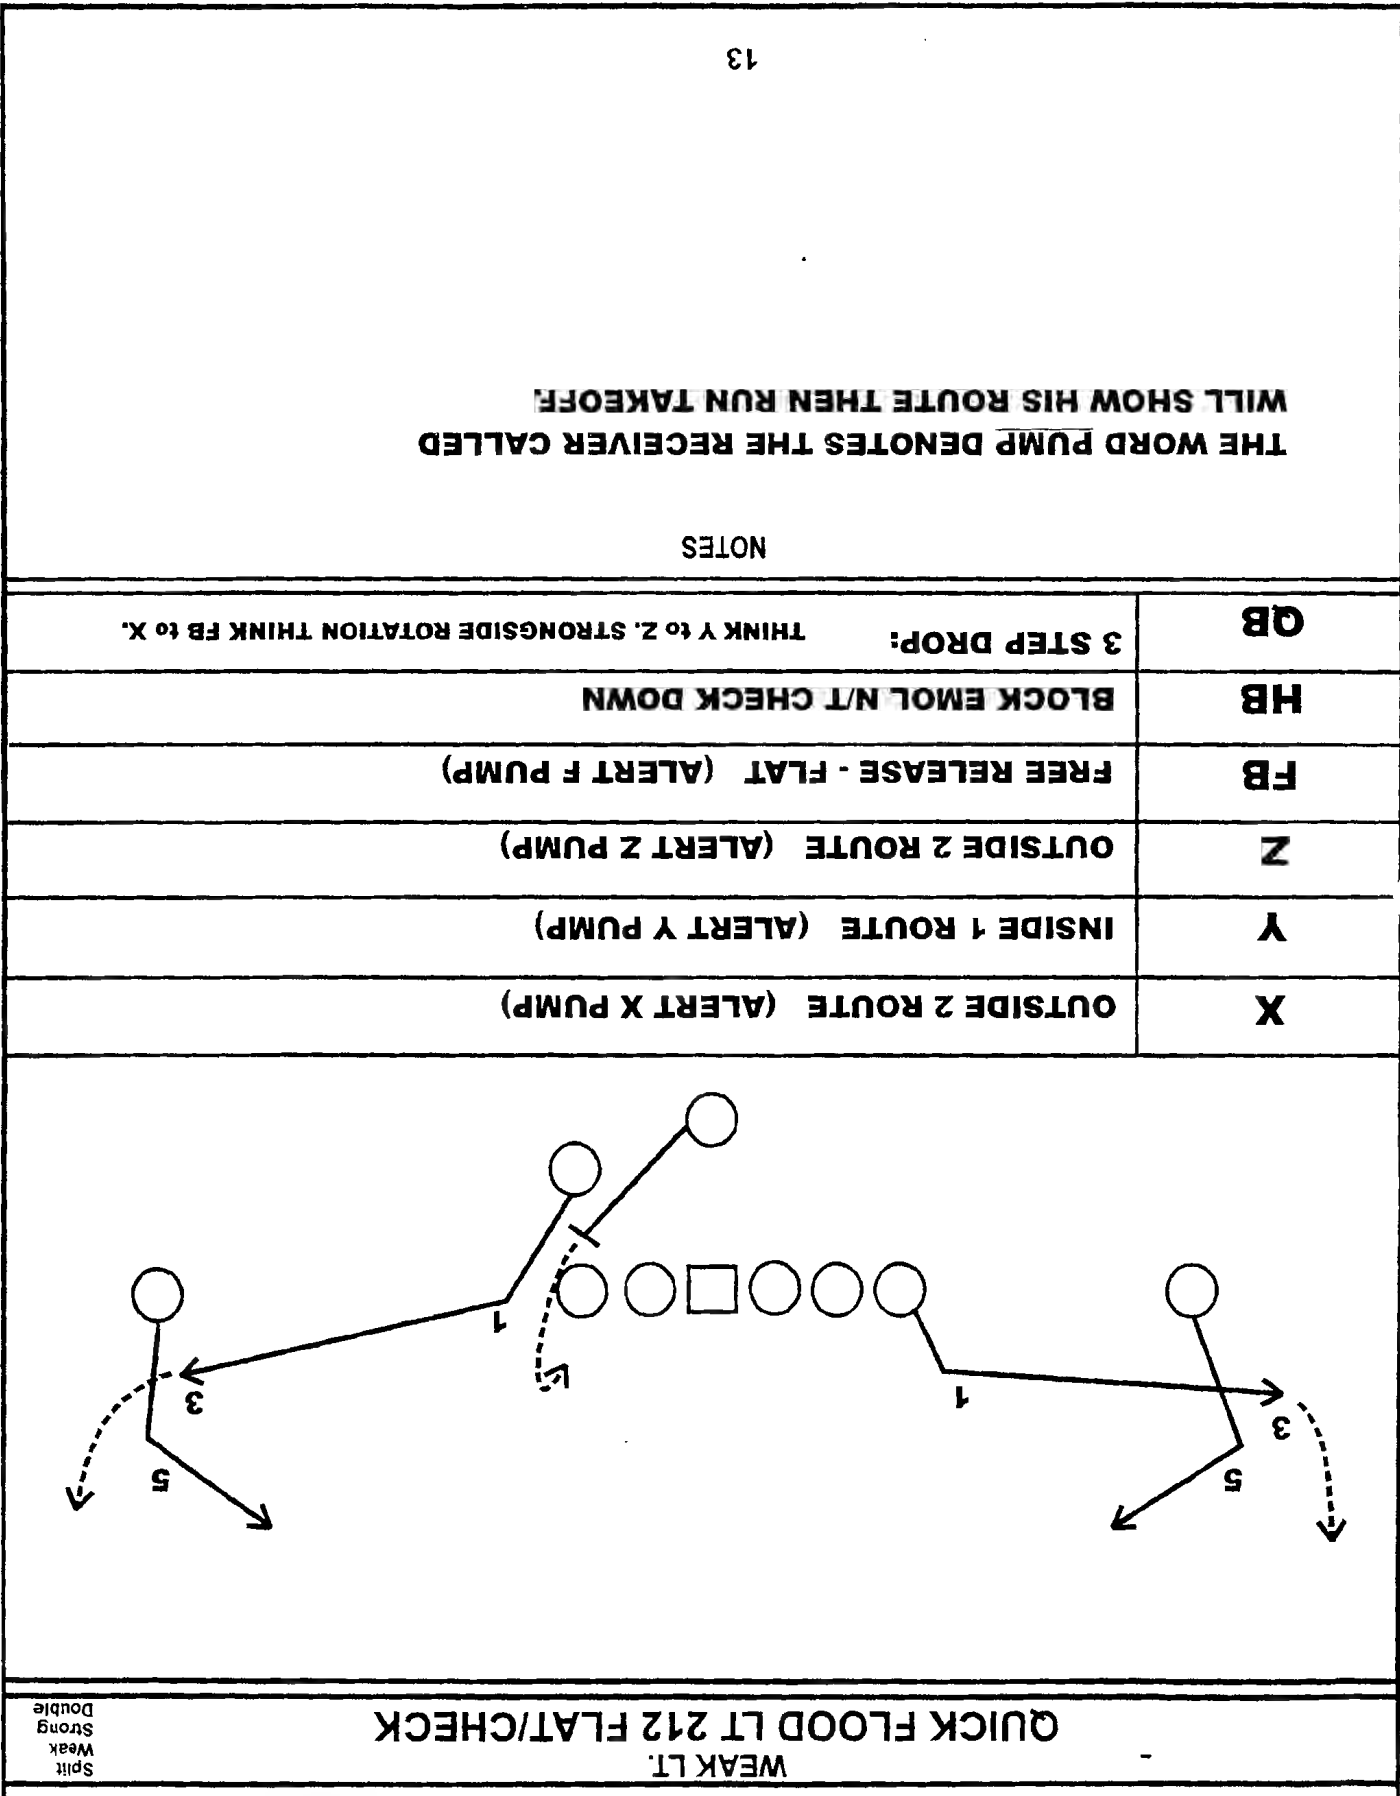 WEAK LT.
QUICK FLOOD LT 212 FLAT/CHECK
Split
Weak
Strong
Double
5
5
3
3
1
1
X OUTSIDE 2 ROUTE (ALERT X PUMP)
Y INSIDE 1 ROUTE (ALERT Y PUMP)
Z OUTSIDE 2 ROUTE (ALERT Z PUMP)
FB FREE RELEASE - FLAT (ALERT F PUMP)
HB BLOCK EMOL N/T CHECK DOWN
QB 3 STEP DROP: THINK Y to Z. STRONGSIDE ROTATION THINK FB to X.
NOTES
THE WORD PUMP DENOTES THE RECEIVER CALLED
WILL SHOW HIS ROUTE THEN RUN TAKEOFF.
13